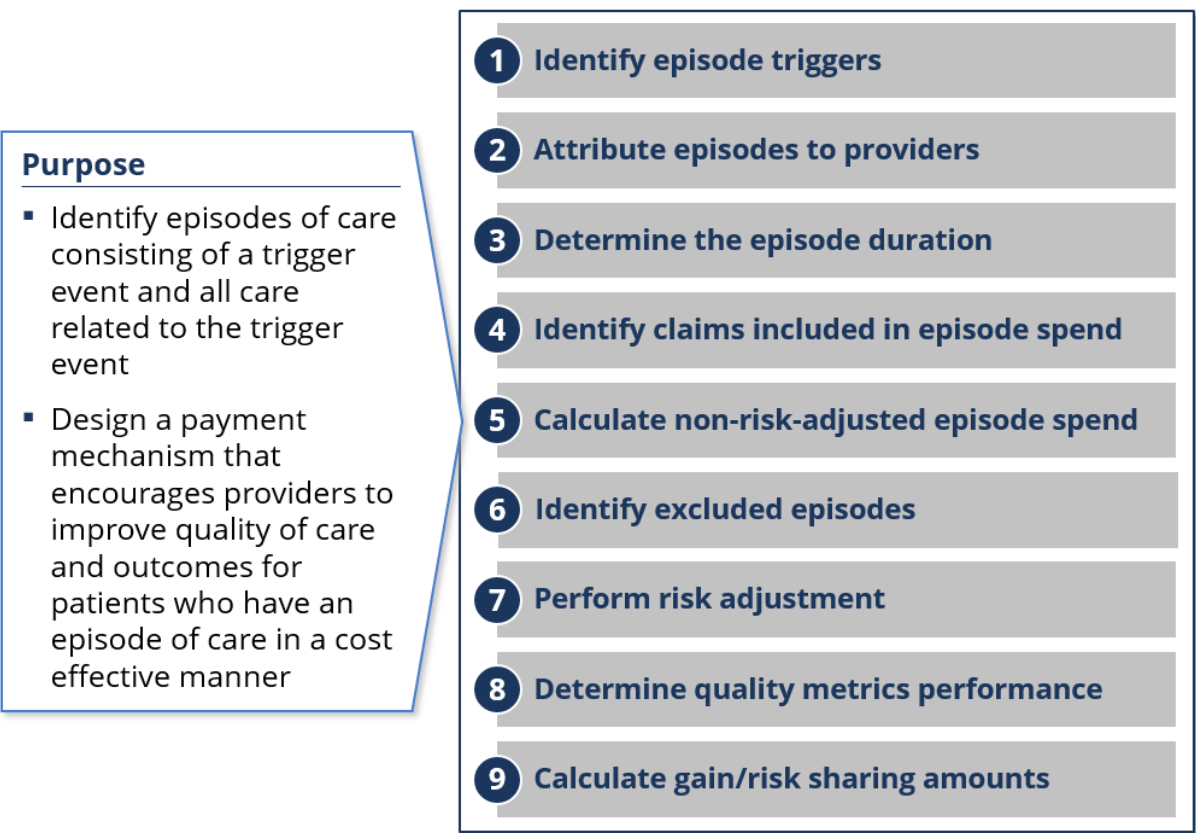 Purpose
▪ Identify episodes of care
consisting of a trigger
event and all care
related to the trigger
event
▪ Design a payment
mechanism that
encourages providers to
improve quality of care
and outcomes for
patients who have an
episode of care in a cost
effective manner
1 Identify episode triggers
2 Attribute episodes to providers
3 Determine the episode duration
4 Identify claims included in episode spend
5 Calculate non-risk-adjusted episode spend
6 Identify excluded episodes
7 Perform risk adjustment
8 Determine quality metrics performance
9 Calculate gain/risk sharing amounts